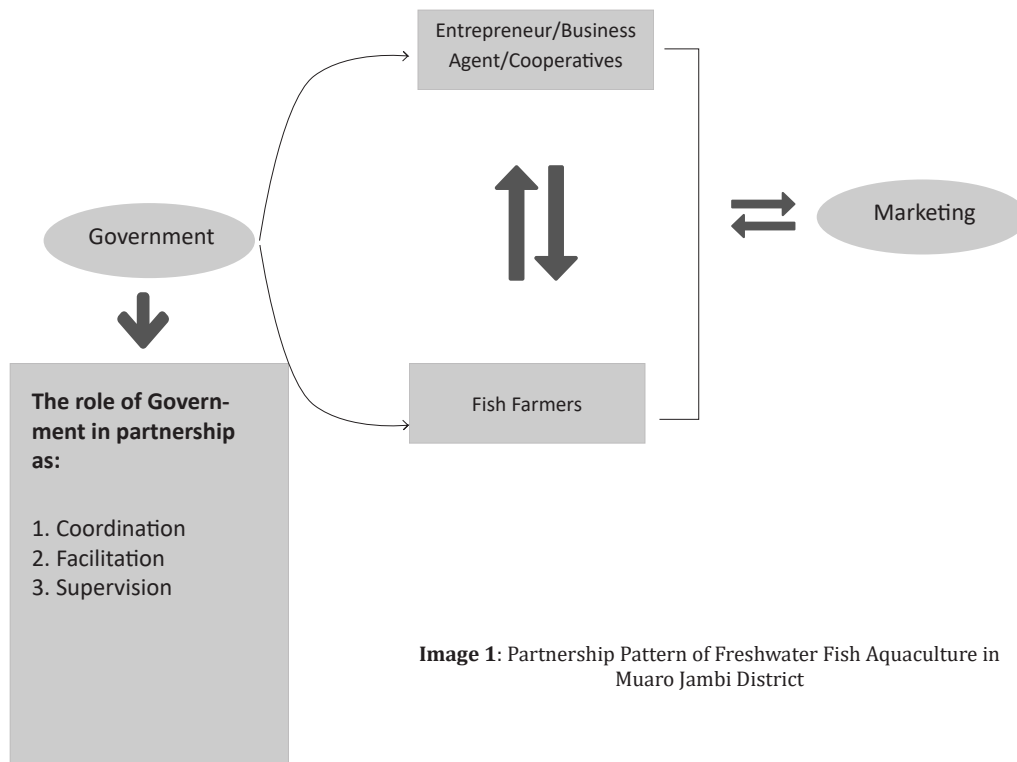 Entrepreneur/Business
Agent/Cooperatives
Government
Marketing
The role of Govern-
ment in partnership
as:
1. Coordination
2. Facilitation
3. Supervision
Fish Farmers
Image 1: Partnership Pattern of Freshwater Fish Aquaculture in
Muaro Jambi District